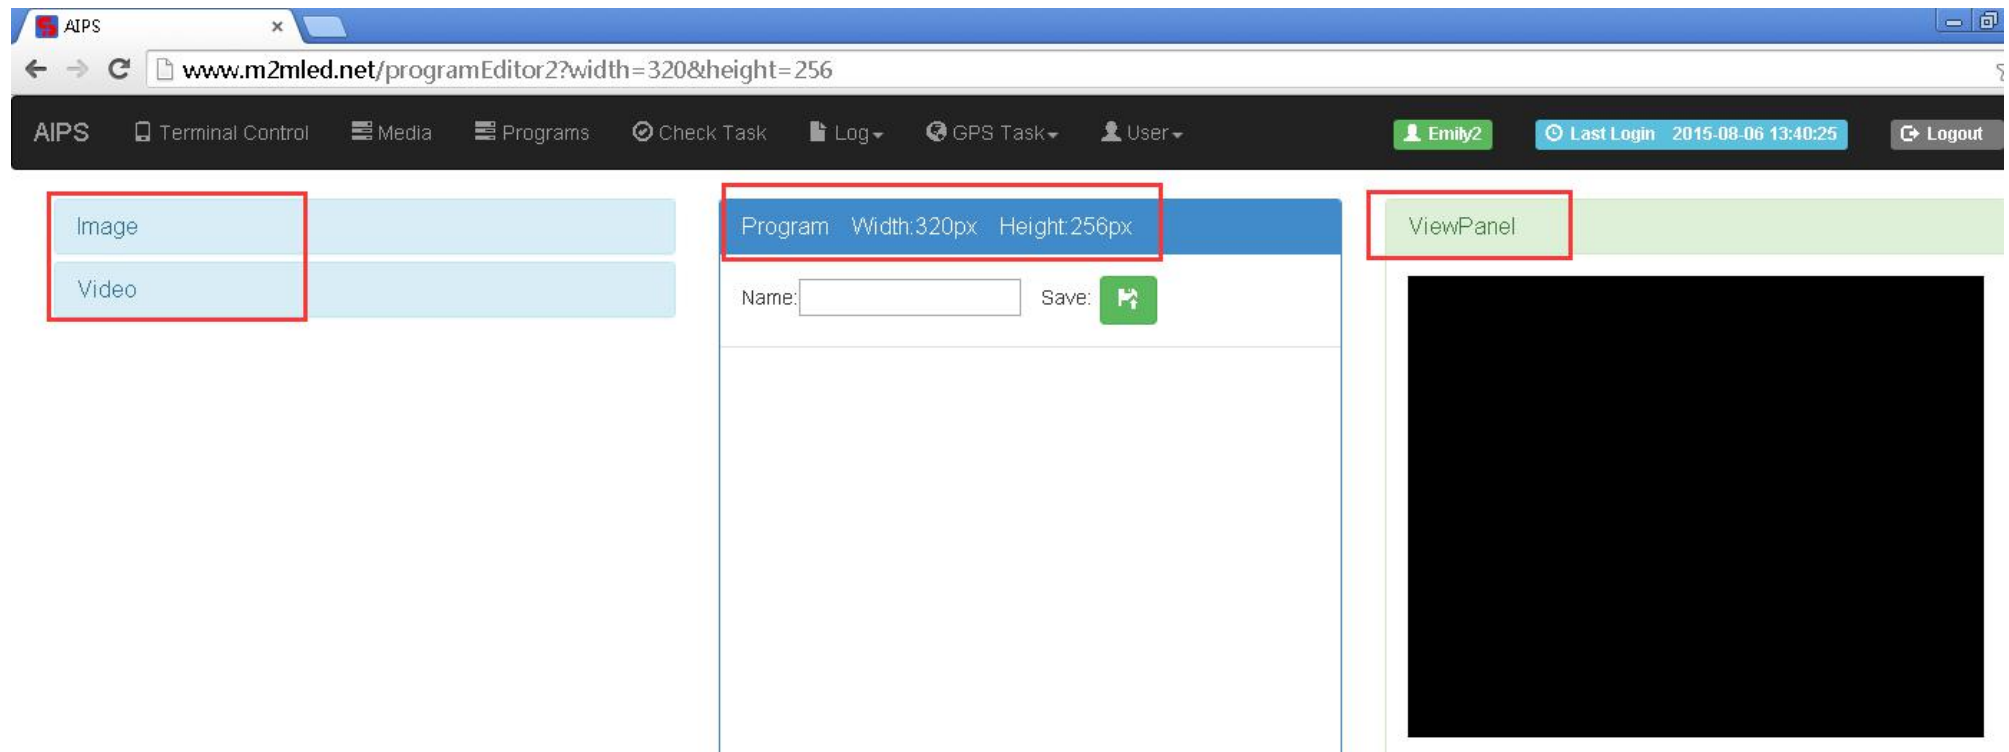 AIPS
www.m2mled.net/programEditor2?width=320&height=256
AIPS Terminal Control Media Programs Check Task Log GPS Task User Emily2 Last Login 2015-08-06 13:40:25 Logout
Image
Video
Program Width:320px Height:256px
Name: Save:
ViewPanel